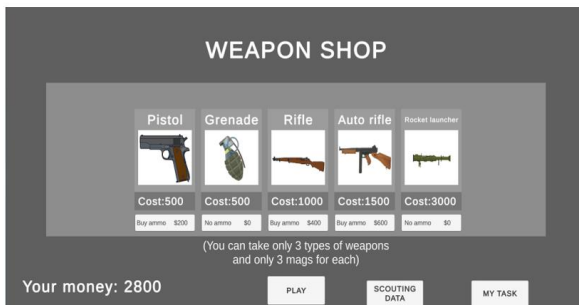 WEAPON SHOP
Pistol Grenade Rifle Auto rifle Rocket launcher
Cost:500 Cost:500 Cost:1000 Cost:1500 Cost:3000
Buy ammo $200 No ammo $0 Buy ammo $400 Buy ammo $600 No ammo $0
(You can take only 3 types of weapons
and only 3 mags for each)
Your money: 2800
PLAY
SCOUTING
DATA
MY TASK